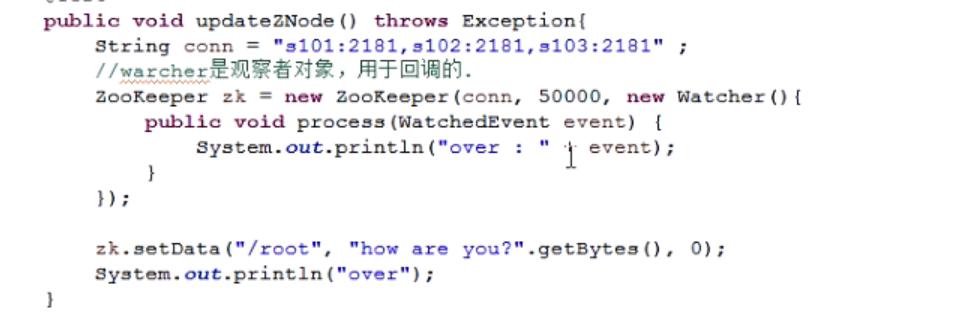 public void updateZNode() throws Exception{
String conn = "s101:2181,s102:2181,s103:2181" ;
//warcher是观察者对象，用于回调的.
ZooKeeper zk = new ZooKeeper(conn, 50000, new Watcher(){
public void process(WatchedEvent event) {
System.out.println("over : " + event);
}
});
zk.setData("/root", "how are you?".getBytes(), 0);
System.out.println("over");
}